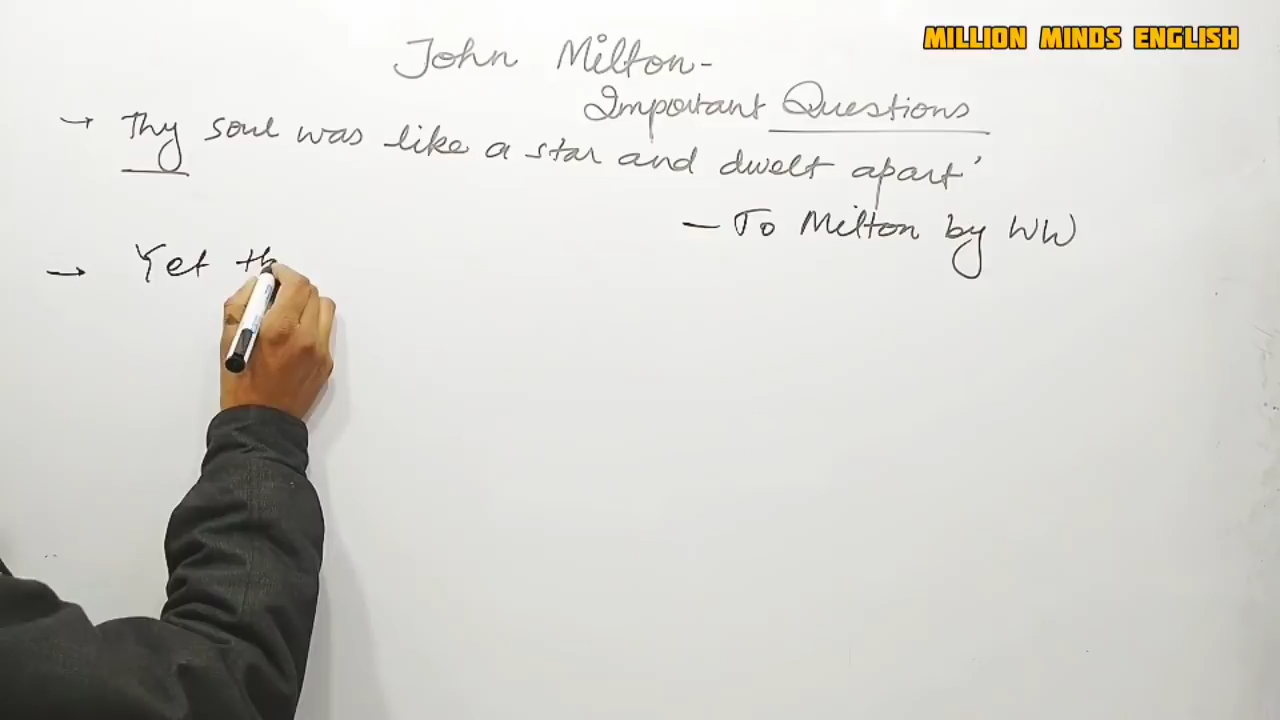 MILLION MINDS ENGLISH
John Milton-
Important Questions
→ Thy soul was like a star and dwelt apart'
- To Milton by WW
→ Yet th